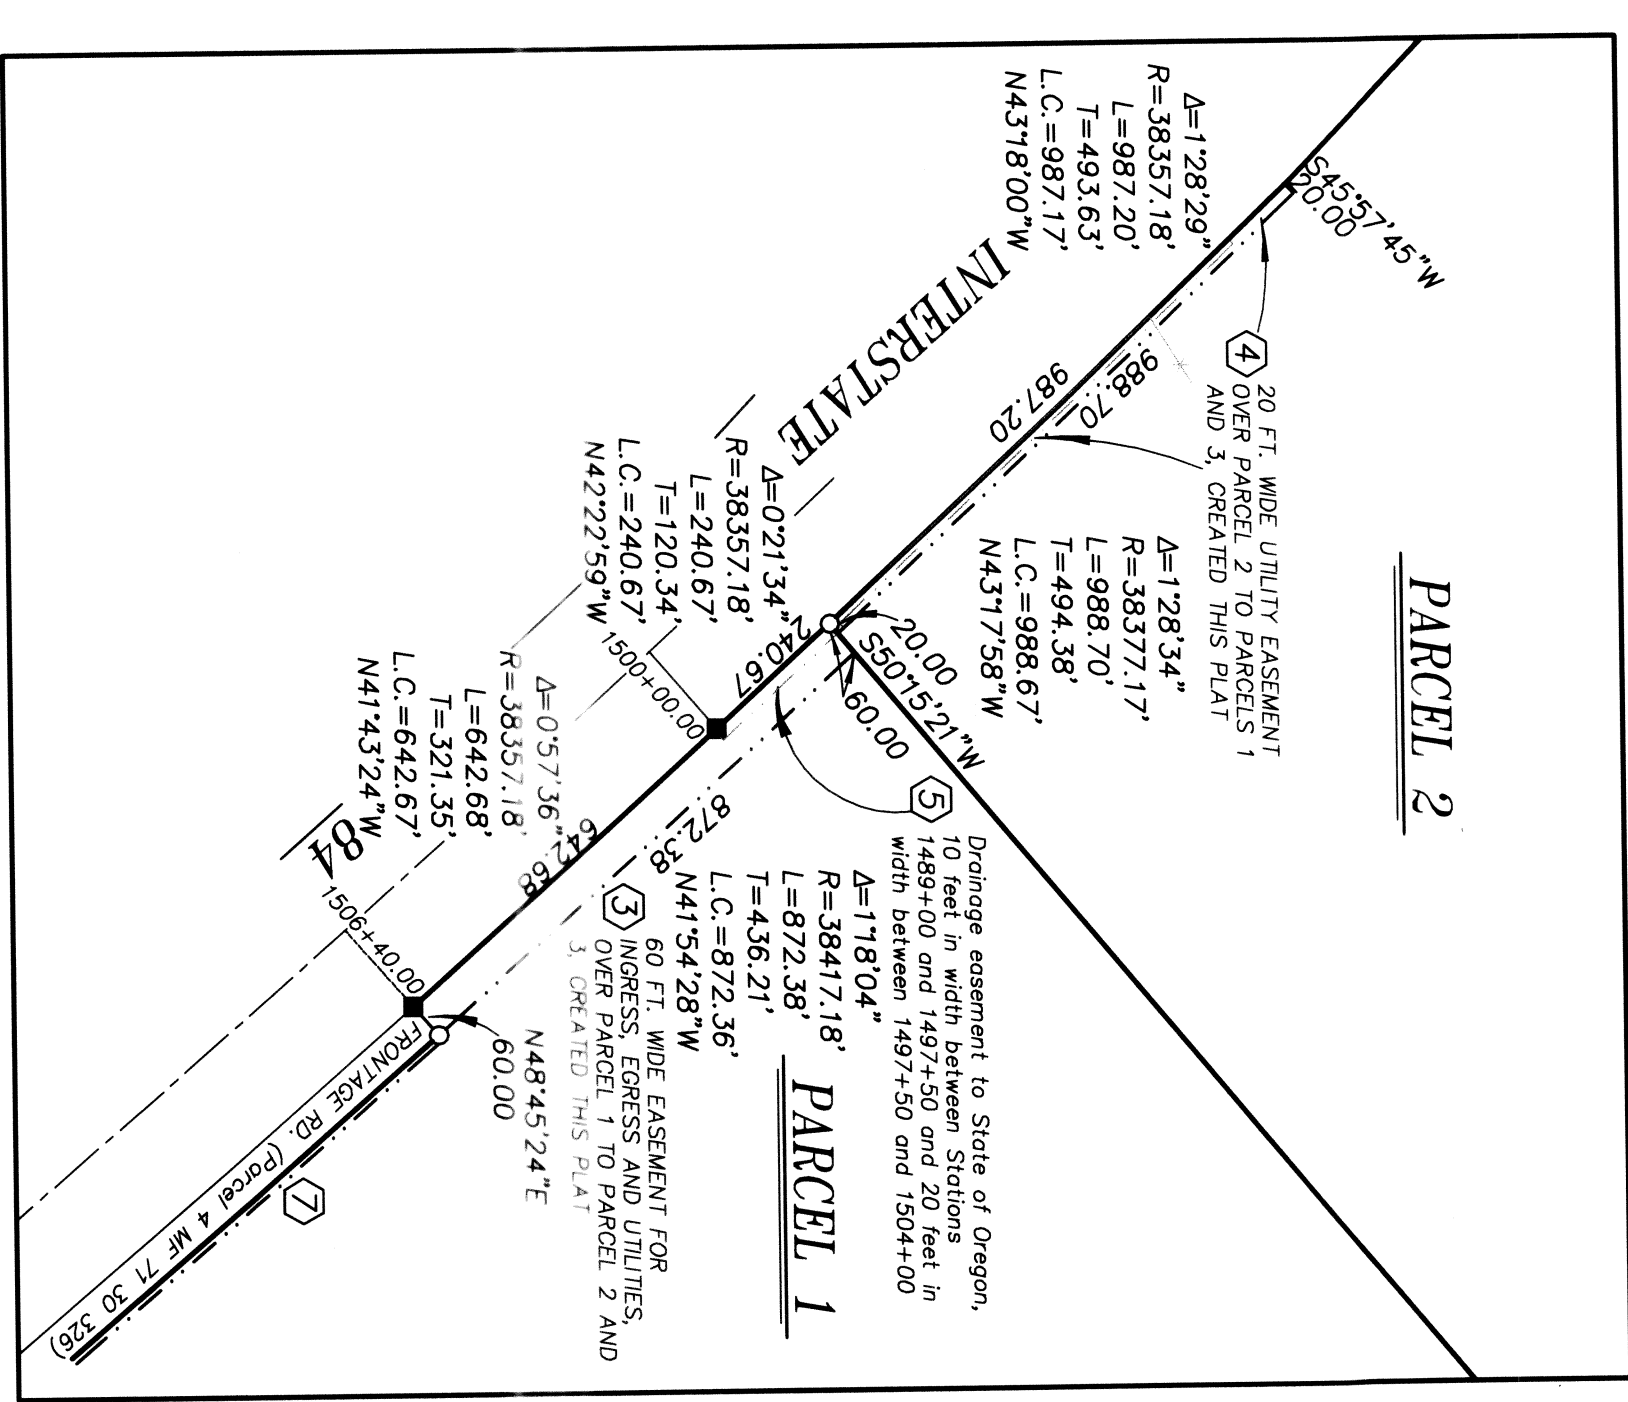 PARCEL 2
S45°57'45"W
20.00
4
20 FT. WIDE UTILITY EASEMENT
OVER PARCEL 2 TO PARCELS 1
AND 3, CREATED THIS PLAT
Δ=1°28'29"
R=38357.18'
L=987.20'
T=493.63'
L.C.=987.17'
N43°18'00"W
988.70
987.20
Δ=1°28'34"
R=38377.17'
L=988.70'
T=494.38'
L.C.=988.67'
N43°17'58"W
INTERSTATE
84
20.00
S50°15'21"W
60.00
5
Drainage easement to State of Oregon,
10 feet in width between Stations
1489+00 and 1497+50 and 20 feet in
width between 1497+50 and 1504+00
Δ=0°21'34"
R=38357.18'
L=240.67'
T=120.34'
L.C.=240.67'
N42°22'59"W
240.67
1500+00.00
PARCEL 1
Δ=1°18'04"
R=38417.18'
L=872.38'
T=436.21'
L.C.=872.36'
N41°54'28"W
872.38
3
60 FT. WIDE EASEMENT FOR
INGRESS, EGRESS AND UTILITIES,
OVER PARCEL 1 TO PARCEL 2 AND
3, CREATED THIS PLAT
Δ=0°57'36"
R=38357.18'
L=642.68'
T=321.35'
L.C.=642.67'
N41°43'24"W
642.68
1506+40.00
N48°45'24"E
60.00
FRONTAGE RD. (Parcel 4 MF 71 30 326)
7